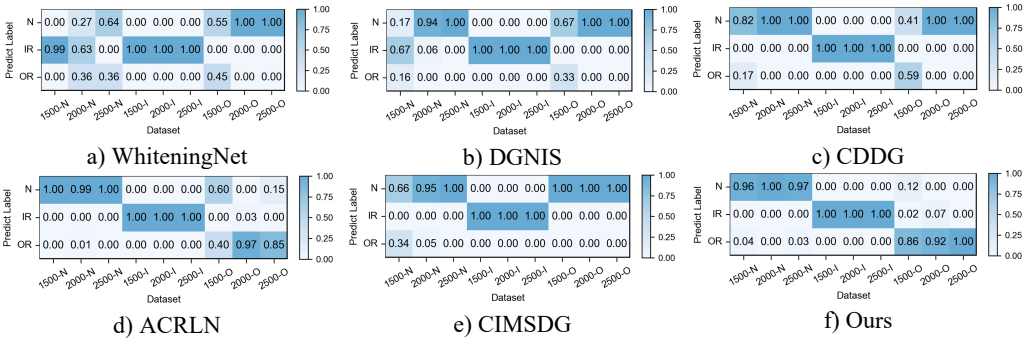 N 0.00 0.27 0.64 0.00 0.00 0.00 0.55 1.00 1.00
IR 0.99 0.63 0.00 1.00 1.00 1.00 0.00 0.00 0.00
OR 0.00 0.36 0.36 0.00 0.00 0.00 0.45 0.00 0.00
Predict Label
1500-N 2000-N 2500-N 1500-I 2000-I 2500-I 1500-O 2000-O 2500-O
Dataset
1.00
0.75
0.50
0.25
0.00
a) WhiteningNet
N 0.17 0.94 1.00 0.00 0.00 0.00 0.67 1.00 1.00
IR 0.67 0.06 0.00 1.00 1.00 1.00 0.00 0.00 0.00
OR 0.16 0.00 0.00 0.00 0.00 0.00 0.33 0.00 0.00
Predict Label
1500-N 2000-N 2500-N 1500-I 2000-I 2500-I 1500-O 2000-O 2500-O
Dataset
1.00
0.75
0.50
0.25
0.00
b) DGNIS
N 0.82 1.00 1.00 0.00 0.00 0.00 0.41 1.00 1.00
IR 0.00 0.00 0.00 1.00 1.00 1.00 0.00 0.00 0.00
OR 0.17 0.00 0.00 0.00 0.00 0.00 0.59 0.00 0.00
Predict Label
1500-N 2000-N 2500-N 1500-I 2000-I 2500-I 1500-O 2000-O 2500-O
Dataset
1.00
0.75
0.50
0.25
0.00
c) CDDG
N 1.00 0.99 1.00 0.00 0.00 0.00 0.60 0.00 0.15
IR 0.00 0.00 0.00 1.00 1.00 1.00 0.00 0.03 0.00
OR 0.00 0.01 0.00 0.00 0.00 0.00 0.40 0.97 0.85
Predict Label
1500-N 2000-N 2500-N 1500-I 2000-I 2500-I 1500-O 2000-O 2500-O
Dataset
1.00
0.75
0.50
0.25
0.00
d) ACRLN
N 0.66 0.95 1.00 0.00 0.00 0.00 1.00 1.00 1.00
IR 0.00 0.00 0.00 1.00 1.00 1.00 0.00 0.00 0.00
OR 0.34 0.05 0.00 0.00 0.00 0.00 0.00 0.00 0.00
Predict Label
1500-N 2000-N 2500-N 1500-I 2000-I 2500-I 1500-O 2000-O 2500-O
Dataset
1.00
0.75
0.50
0.25
0.00
e) CIMSDG
N 0.96 1.00 0.97 0.00 0.00 0.00 0.12 0.00 0.00
IR 0.00 0.00 0.00 1.00 1.00 1.00 0.02 0.07 0.00
OR 0.04 0.00 0.03 0.00 0.00 0.00 0.86 0.92 1.00
Predict Label
1500-N 2000-N 2500-N 1500-I 2000-I 2500-I 1500-O 2000-O 2500-O
Dataset
1.00
0.75
0.50
0.25
0.00
f) Ours